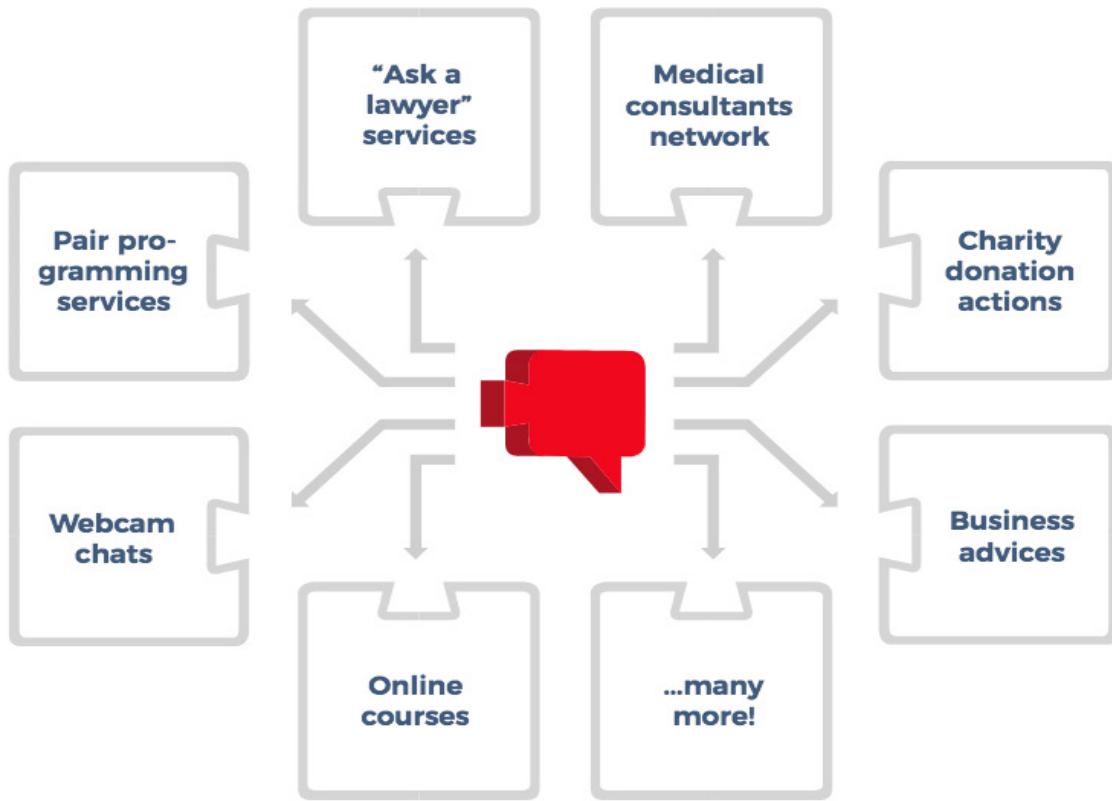 “Ask a
lawyer”
services
Medical
consultants
network
Pair pro-
gramming
services
Charity
donation
actions
Webcam
chats
Business
advices
Online
courses
...many
more!